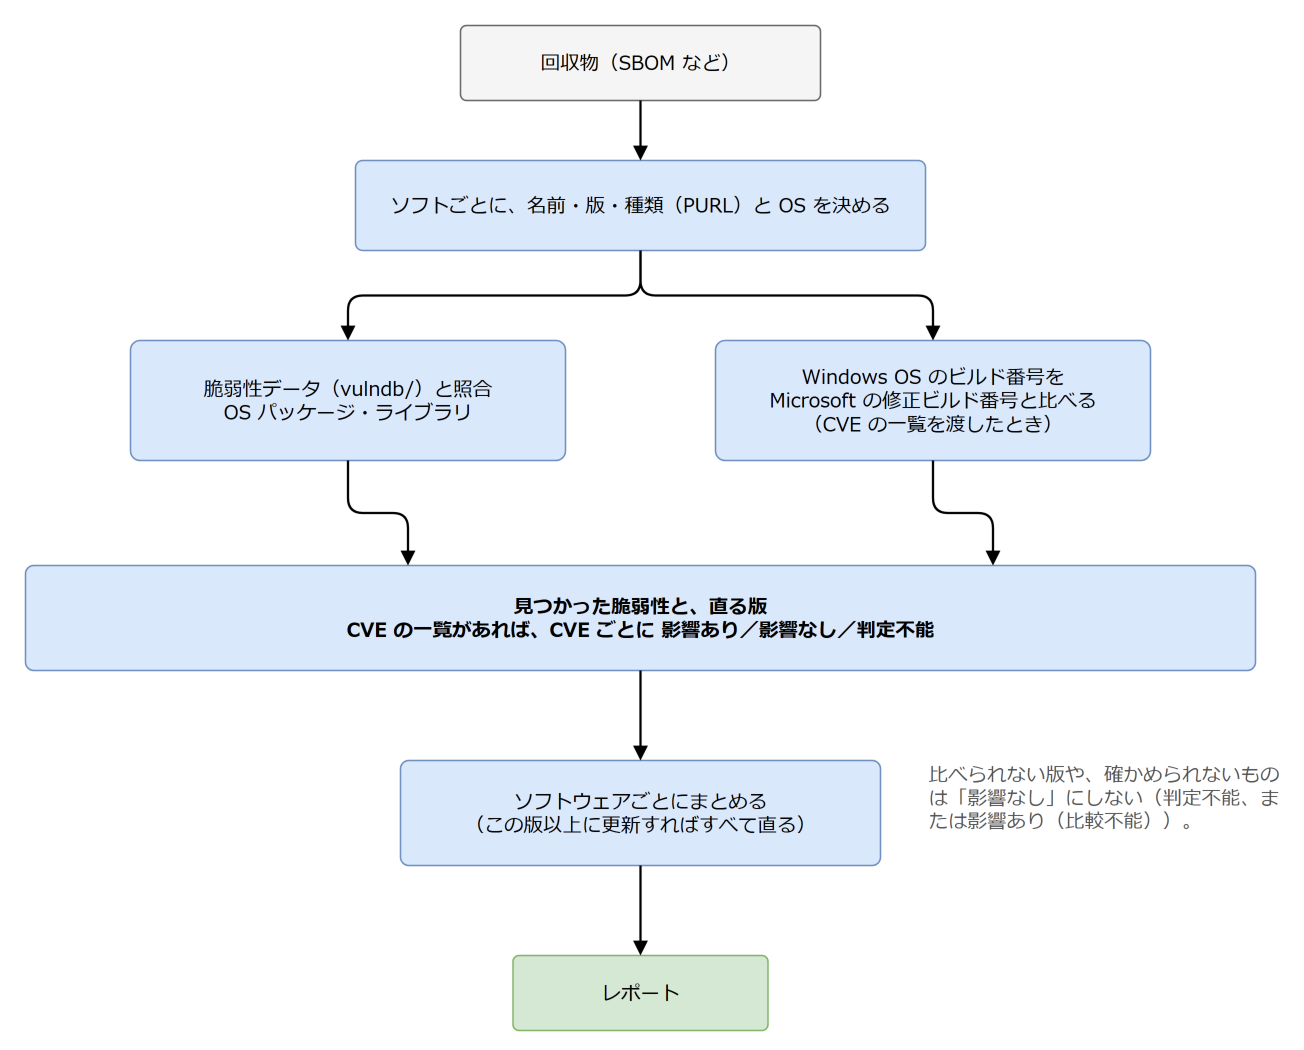 回収物（SBOM など）
ソフトごとに、名前・版・種類（PURL）と OS を決める
脆弱性データ（vulndb/）と照合
OS パッケージ・ライブラリ
Windows OS のビルド番号を
Microsoft の修正ビルド番号と比べる
（CVE の一覧を渡したとき）
見つかった脆弱性と、直る版
CVE の一覧があれば、CVE ごとに 影響あり／影響なし／判定不能
ソフトウェアごとにまとめる
（この版以上に更新すればすべて直る）
比べられない版や、確かめられないもの
は「影響なし」にしない（判定不能、ま
たは影響あり（比較不能））。
レポート